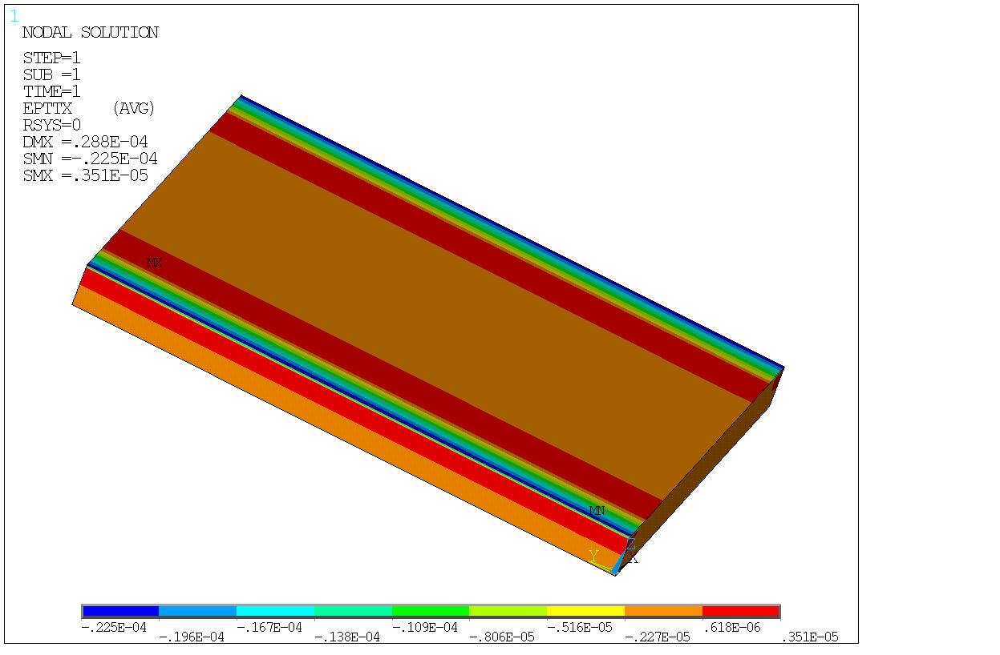 1
NODAL SOLUTION
STEP=1
SUB =1
TIME=1
EPTTX (AVG)
RSYS=0
DMX =.288E-04
SMN =-.225E-04
SMX =.351E-05
MX
MN
Z
Y X
-.225E-04 -.167E-04 -.109E-04 -.516E-05 .618E-06
-.196E-04 -.138E-04 -.806E-05 -.227E-05 .351E-05